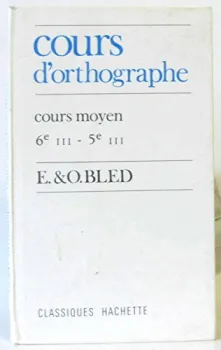 cours
d'orthographe
cours moyen
6e III - 5e III
E.&O.BLED
CLASSIQUES HACHETTE